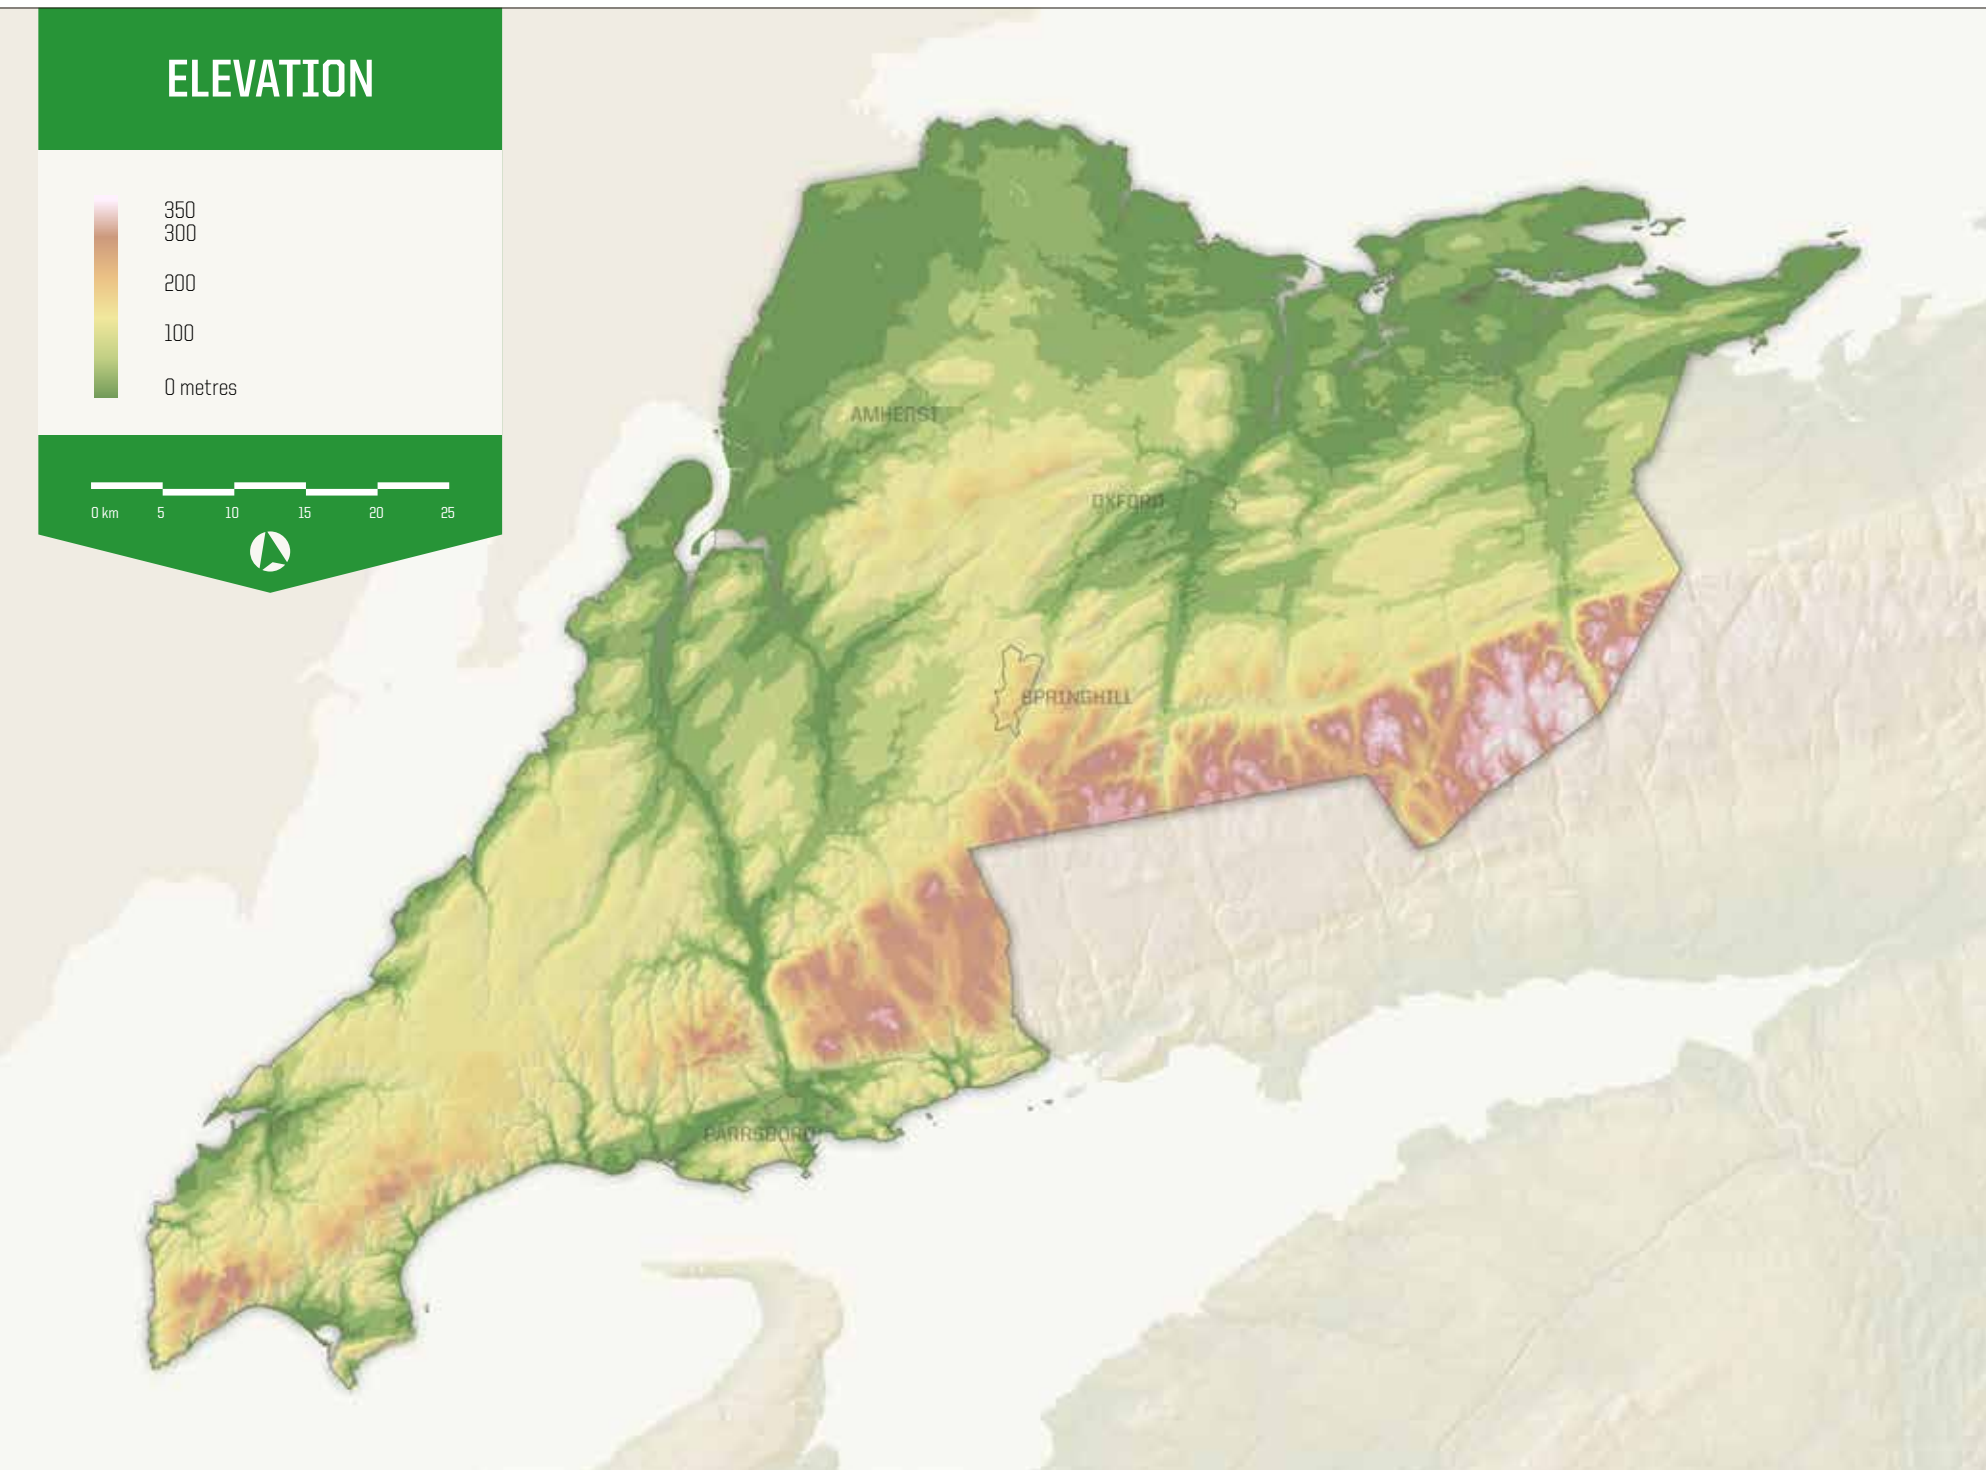 ELEVATION
350
300
200
100
0 metres
0 km 5 10 15 20 25
AMHERST
OXFORD
SPRINGHILL
PARRSBORO